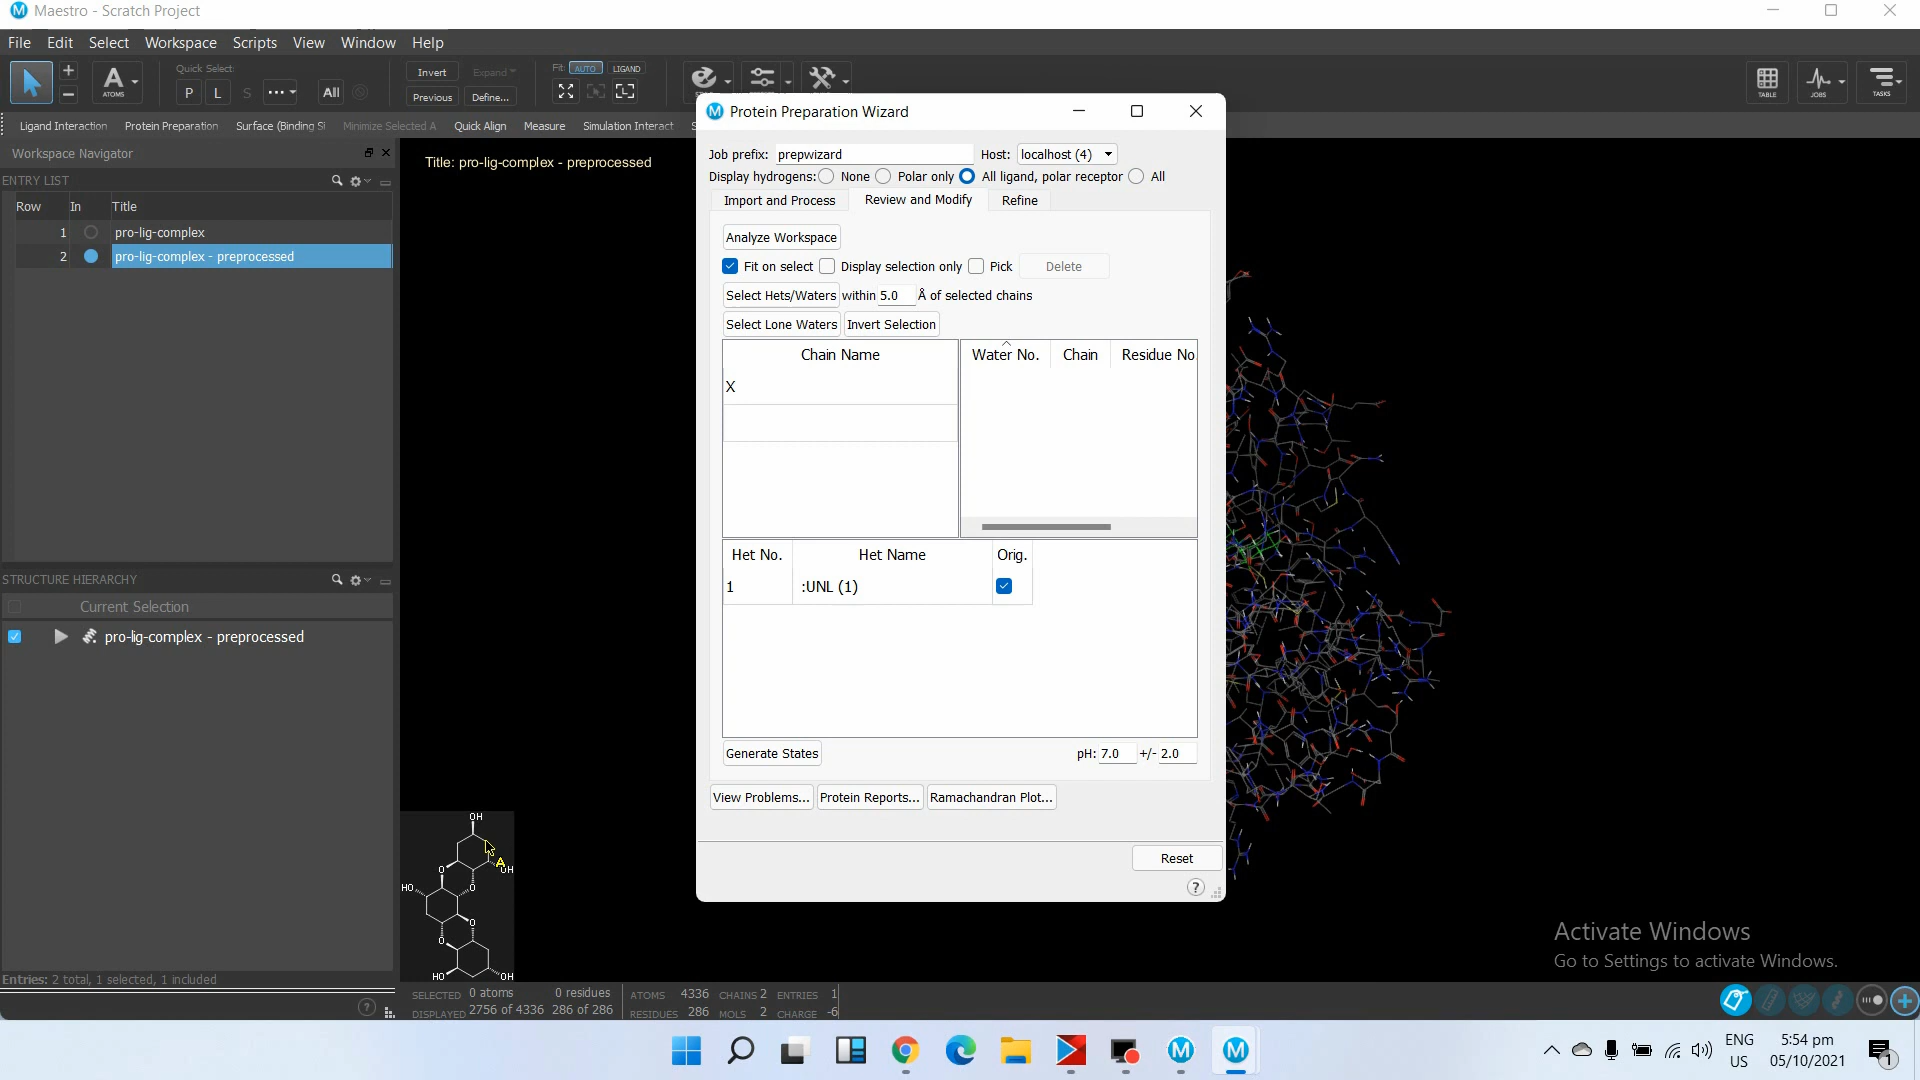 Maestro - Scratch Project
File Edit Select Workspace Scripts View Window Help
Quick Select:
ATOMS
P L S ... All
Invert Expand
Previous Define...
Fit: AUTO LIGAND
TABLE JOBS TASKS
Ligand Interaction Protein Preparation Surface (Binding Si Minimize Selected A Quick Align Measure Simulation Interact S
Workspace Navigator
ENTRY LIST
Row In Title
1 pro-lig-complex
2 pro-lig-complex - preprocessed
STRUCTURE HIERARCHY
Current Selection
pro-lig-complex - preprocessed
Entries: 2 total, 1 selected, 1 included
Title: pro-lig-complex - preprocessed
Protein Preparation Wizard
Job prefix: prepwizard Host: localhost (4)
Display hydrogens: None Polar only All ligand, polar receptor All
Import and Process Review and Modify Refine
Analyze Workspace
Fit on select Display selection only Pick Delete
Select Hets/Waters within 5.0 Å of selected chains
Select Lone Waters Invert Selection
Chain Name
X
Water No. Chain Residue No.
Het No. Het Name Orig.
1 :UNL (1)
Generate States pH: 7.0 +/- 2.0
View Problems... Protein Reports... Ramachandran Plot...
Reset
?
OH
A
OH
O
O
HO
O
O
HO
OH
SELECTED 0 atoms 0 residues
DISPLAYED 2756 of 4336 286 of 286
ATOMS 4336 CHAINS 2 ENTRIES 1
RESIDUES 286 MOLS 2 CHARGE -6
Activate Windows
Go to Settings to activate Windows.
ENG
US
5:54 pm
05/10/2021
1